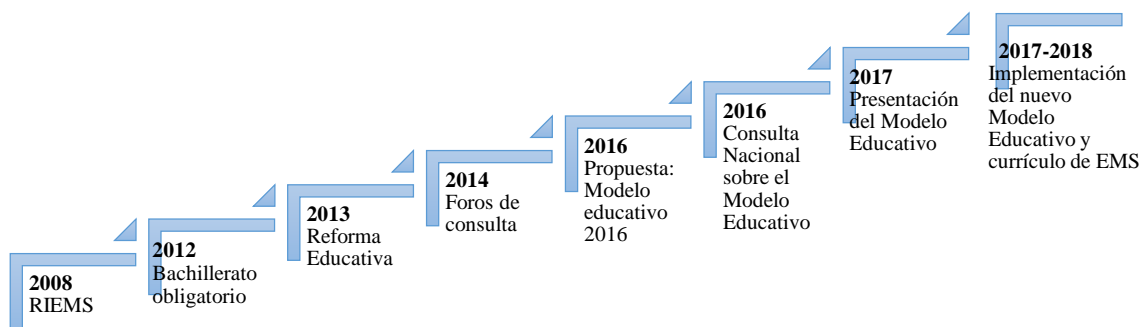 2008
RIEMS
2012
Bachillerato
obligatorio
2013
Reforma
Educativa
2014
Foros de
consulta
2016
Propuesta:
Modelo
educativo
2016
2016
Consulta
Nacional
sobre el
Modelo
Educativo
2017
Presentación
del Modelo
Educativo
2017-2018
Implementación
del nuevo
Modelo
Educativo y
currículo de EMS